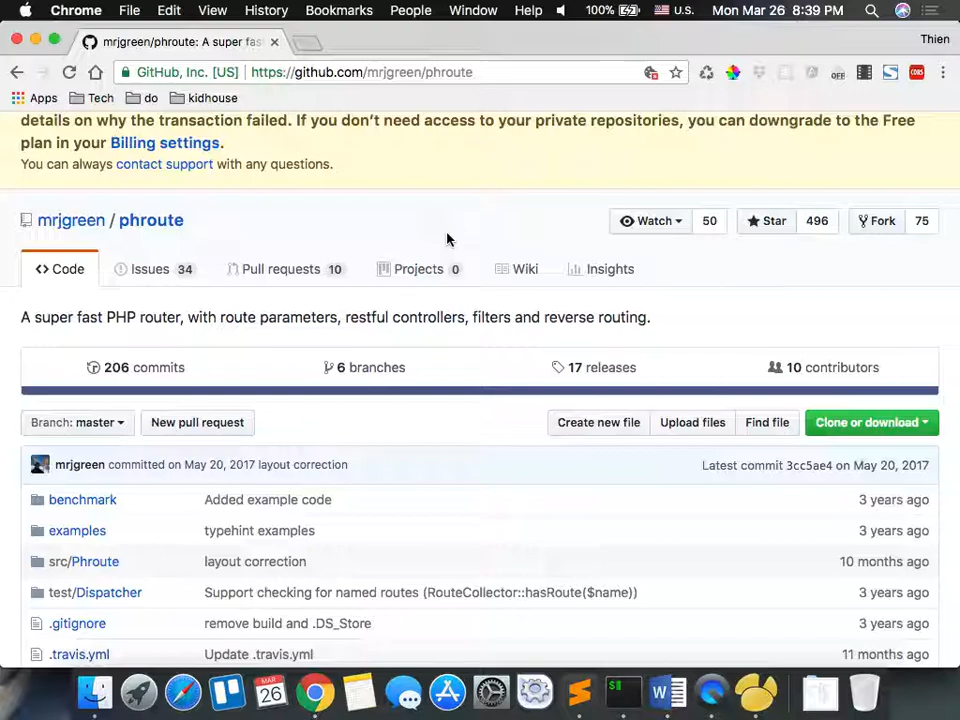 Chrome File Edit View History Bookmarks People Window Help 100% U.S. Mon Mar 26 8:39 PM
mrjgreen/phroute: A super fas Thien
GitHub, Inc. [US] https://github.com/mrjgreen/phroute OFF CORS
Apps Tech do kidhouse
details on why the transaction failed. If you don't need access to your private repositories, you can downgrade to the Free
plan in your Billing settings.
You can always contact support with any questions.
mrjgreen / phroute Watch 50 Star 496 Fork 75
Code Issues 34 Pull requests 10 Projects 0 Wiki Insights
A super fast PHP router, with route parameters, restful controllers, filters and reverse routing.
206 commits 6 branches 17 releases 10 contributors
Branch: master New pull request Create new file Upload files Find file Clone or download
mrjgreen committed on May 20, 2017 layout correction Latest commit 3cc5ae4 on May 20, 2017
benchmark Added example code 3 years ago
examples typehint examples 3 years ago
src/Phroute layout correction 10 months ago
test/Dispatcher Support checking for named routes (RouteCollector::hasRoute($name)) 3 years ago
.gitignore remove build and .DS_Store 3 years ago
.travis.yml Update .travis.yml 11 months ago
MAR
26
W